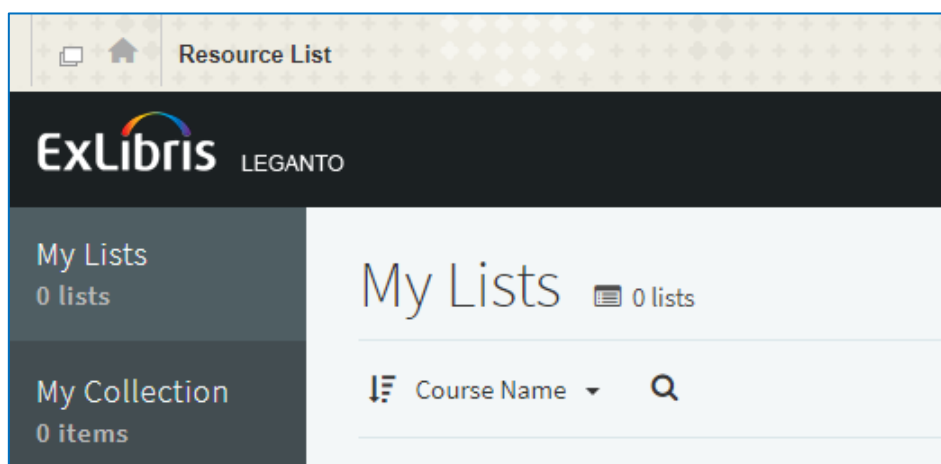 Resource List
ExLibris LEGANTO
My Lists
0 lists
My Collection
0 items
My Lists 0 lists
Course Name